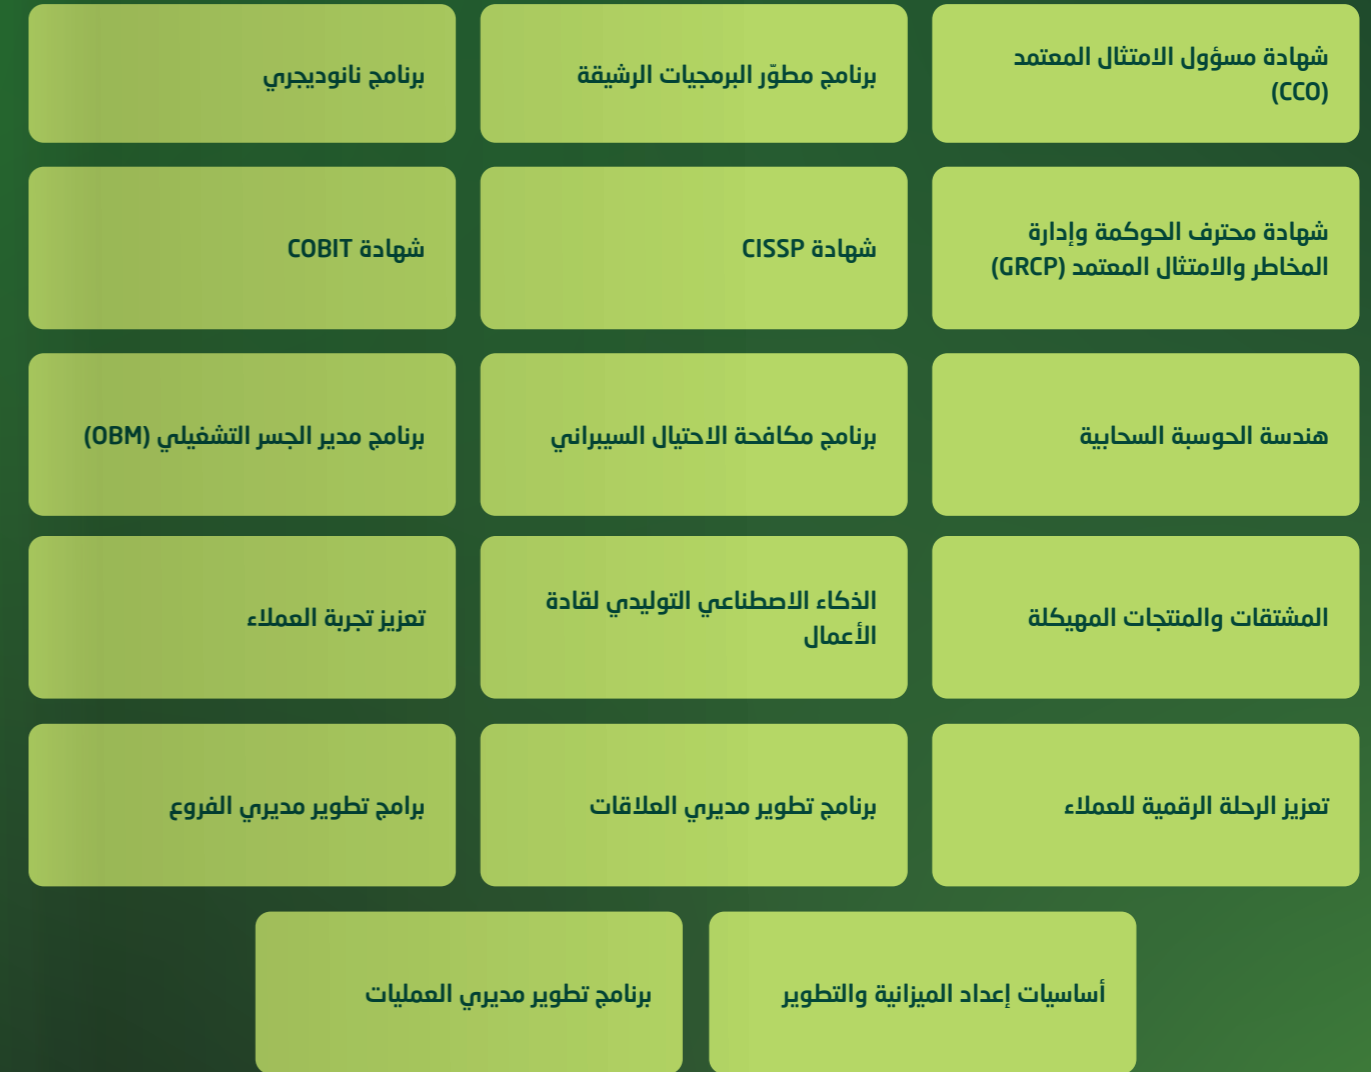 شهادة مسؤول الامتثال المعتمد
(CCO)
برنامج مطوّر البرمجيات الرشيقة
برنامج نانوديجري
شهادة محترف الحوكمة وإدارة
المخاطر والامتثال المعتمد (GRCP)
شهادة CISSP
شهادة COBIT
هندسة الحوسبة السحابية
برنامج مكافحة الاحتيال السيبراني
برنامج مدير الجسر التشغيلي (OBM)
المشتقات والمنتجات المهيكلة
الذكاء الاصطناعي التوليدي لقادة
الأعمال
تعزيز تجربة العملاء
تعزيز الرحلة الرقمية للعملاء
برنامج تطوير مديري العلاقات
برامج تطوير مديري الفروع
أساسيات إعداد الميزانية والتطوير
برنامج تطوير مديري العمليات